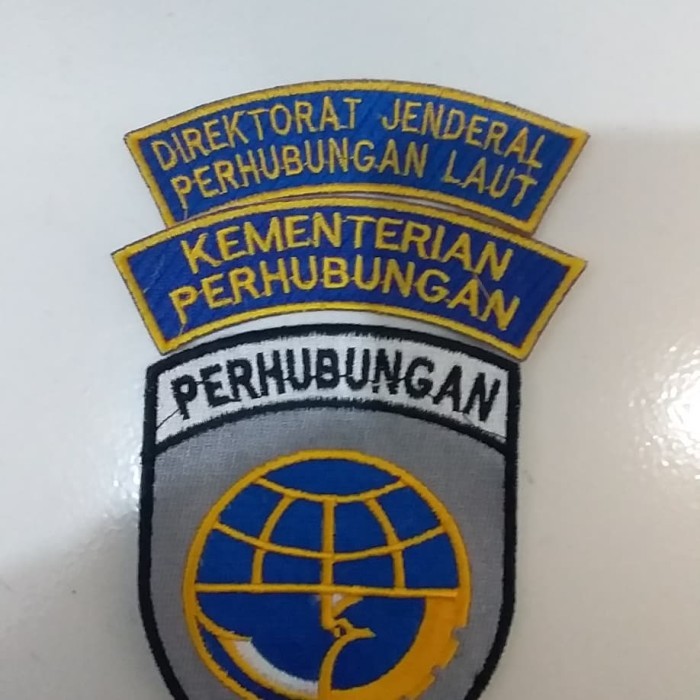 DIREKTORAT JENDERAL
PERHUBUNGAN LAUT
KEMENTERIAN
PERHUBUNGAN
PERHUBUNGAN